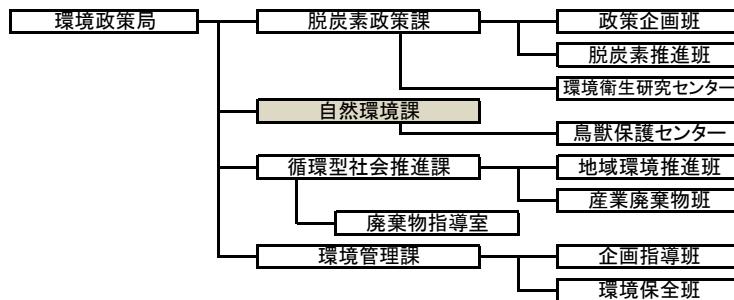 環境政策局
脱炭素政策課
政策企画班
脱炭素推進班
環境衛生研究センター
自然環境課
鳥獣保護センター
循環型社会推進課
地域環境推進班
産業廃棄物班
廃棄物指導室
環境管理課
企画指導班
環境保全班